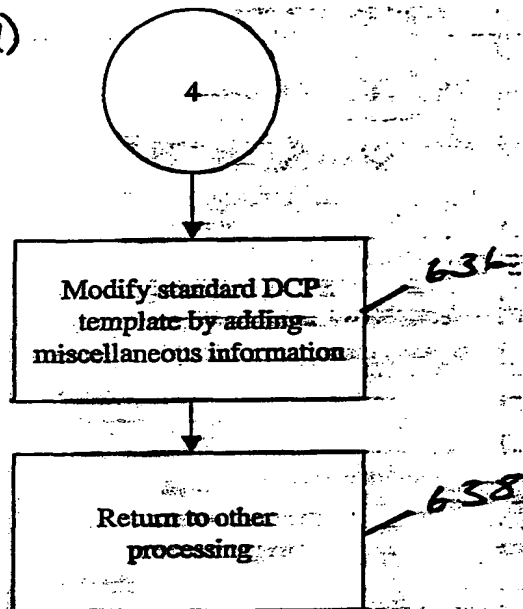 4
Modify standard DCP
template by adding
miscellaneous information
636
Return to other
processing
638